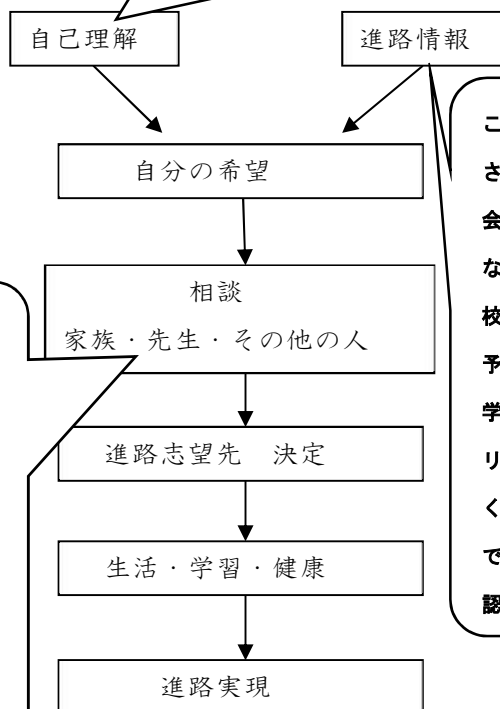 自己理解
進路情報
自分の希望
相談
家族・先生・その他の人
進路志望先　決定
生活・学習・健康
進路実現
こ
さ
会
な
校
予
学
リ
く
で
認